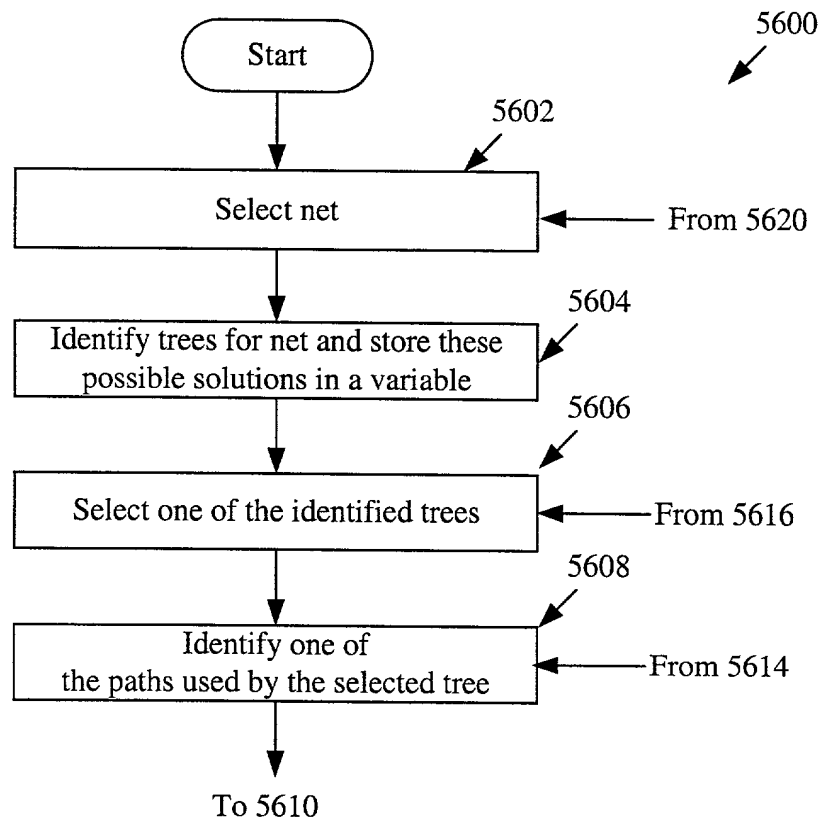 5600
Start
5602
Select net
From 5620
5604
Identify trees for net and store these
possible solutions in a variable
5606
Select one of the identified trees
From 5616
5608
Identify one of
the paths used by the selected tree
From 5614
To 5610